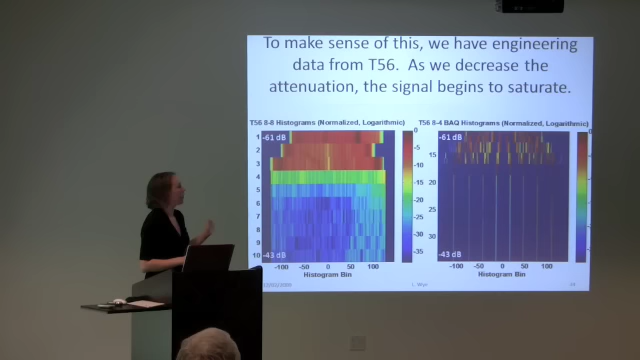 To make sense of this, we have engineering
data from T56. As we decrease the
attenuation, the signal begins to saturate.
T56 8-8 Histograms (Normalized, Logarithmic)
T56 8-4 BAQ Histograms (Normalized, Logarithmic)
-61 dB
-61 dB
1
2
3
4
5
6
7
8
9
10
0
-5
-10
-15
-20
-25
-30
-35
15
20
30
0
-43 dB
-43 dB
-100 -50 0 50 100
-100 -50 0 50 100
Histogram Bin
Histogram Bin